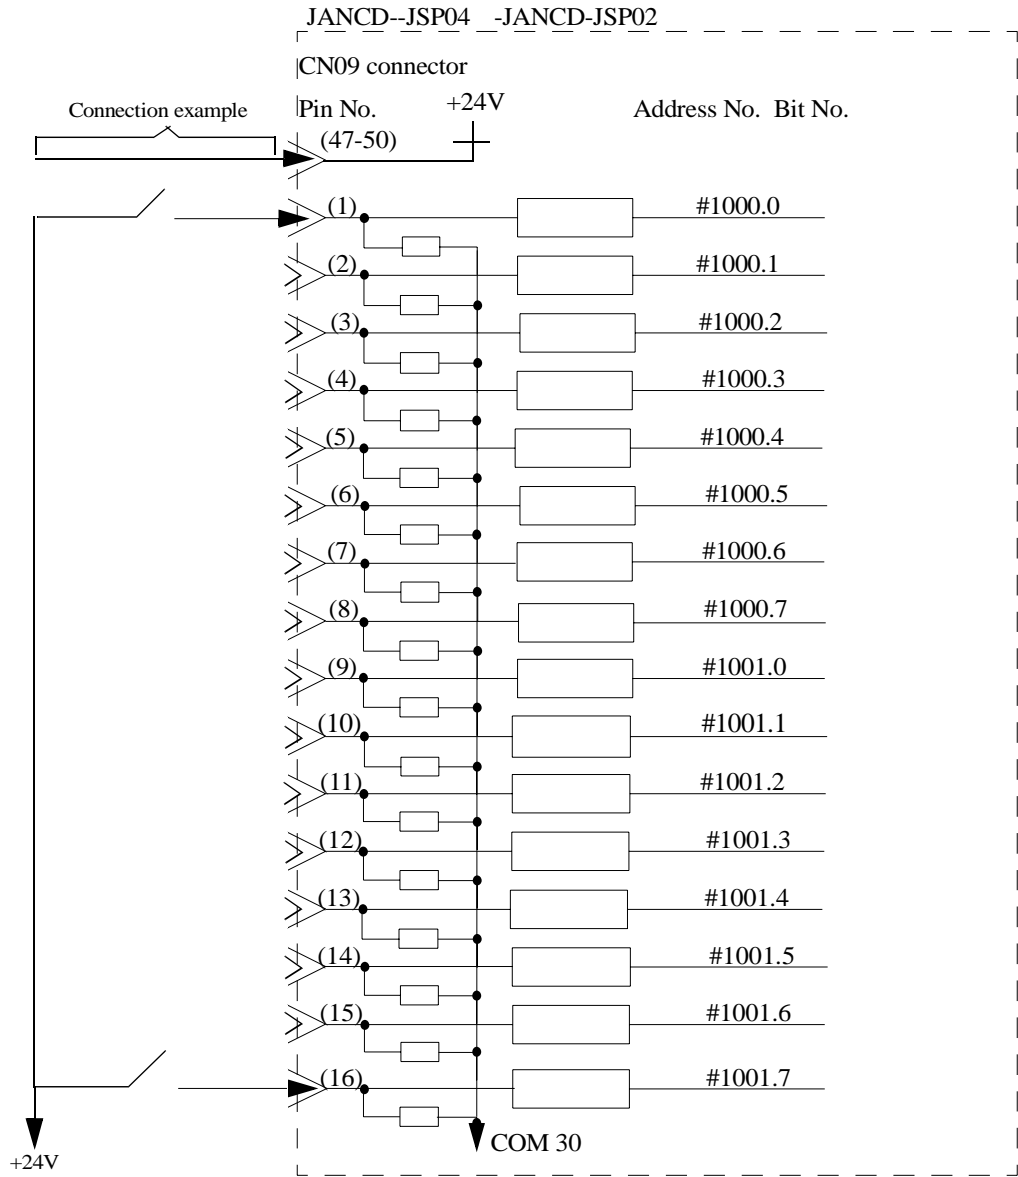 JANCD--JSP04 -JANCD-JSP02
CN09 connector
Connection example
Pin No.
+24V
Address No. Bit No.
(47-50)
(1) #1000.0
(2) #1000.1
(3) #1000.2
(4) #1000.3
(5) #1000.4
(6) #1000.5
(7) #1000.6
(8) #1000.7
(9) #1001.0
(10) #1001.1
(11) #1001.2
(12) #1001.3
(13) #1001.4
(14) #1001.5
(15) #1001.6
(16) #1001.7
COM 30
+24V